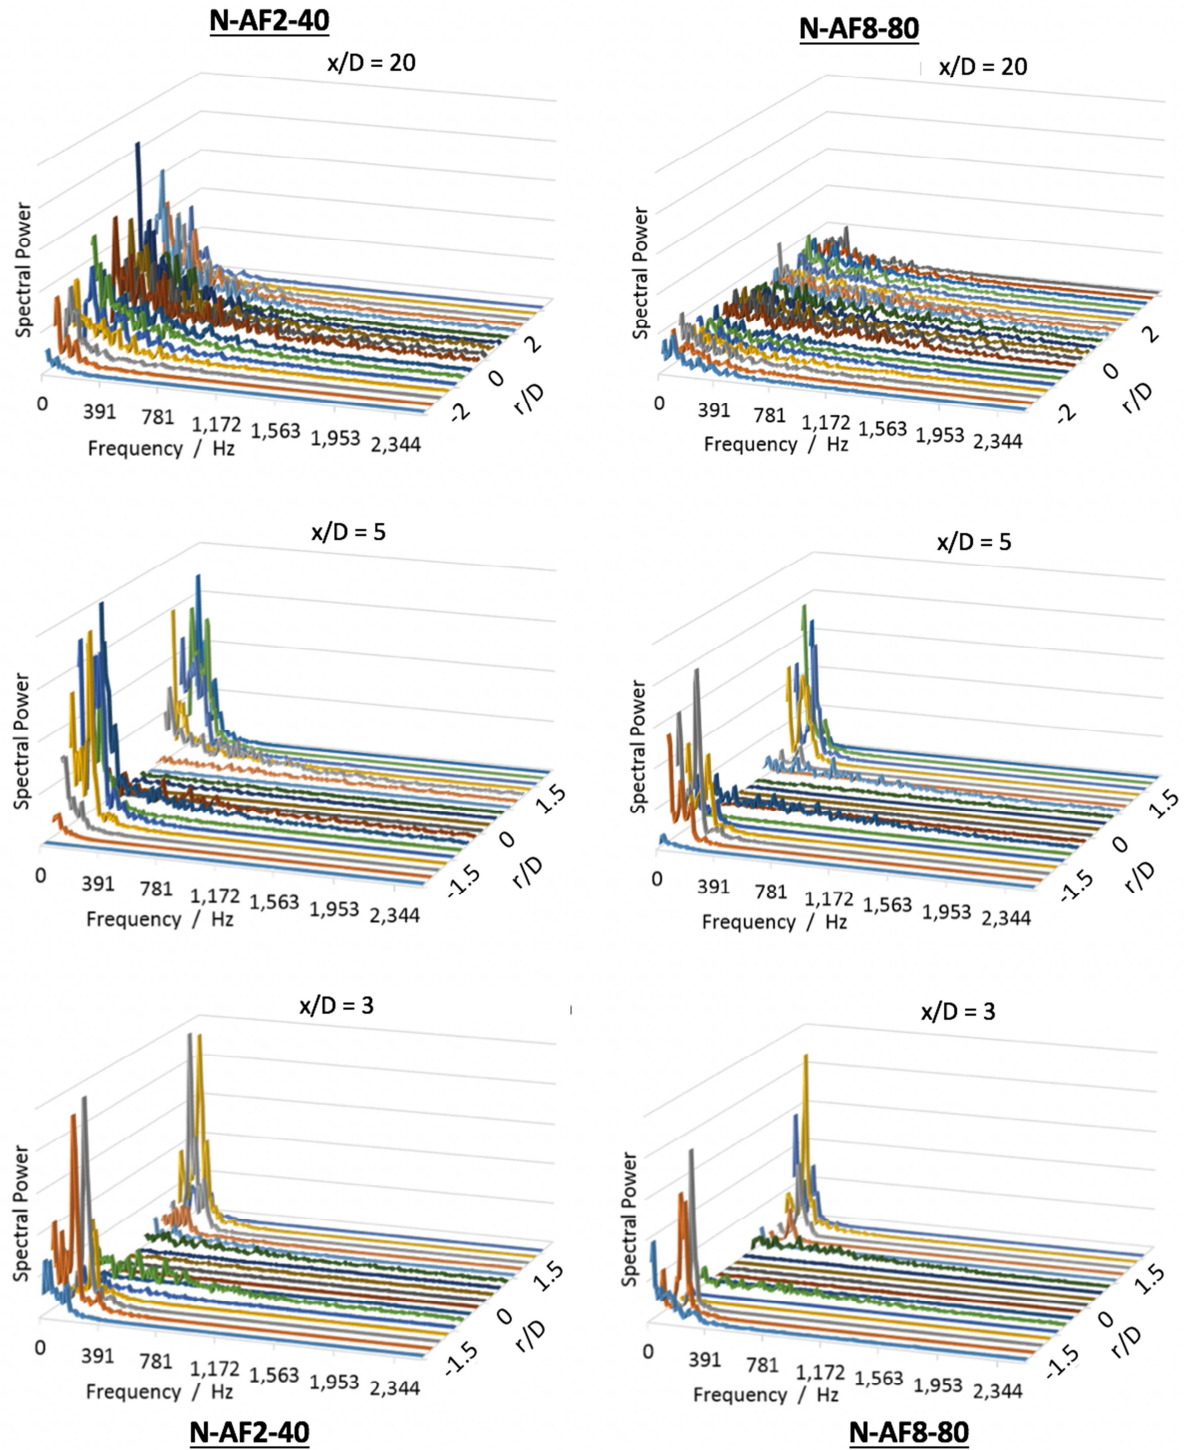 N-AF2-40
N-AF8-80
x/D = 20
x/D = 20
Spectral Power
0
391
781
1,172
1,563
1,953
2,344
Frequency / Hz
-2
0
2
r/D
Spectral Power
0
391
781
1,172
1,563
1,953
2,344
Frequency / Hz
-2
0
2
r/D
x/D = 5
x/D = 5
Spectral Power
0
391
781
1,172
1,563
1,953
2,344
Frequency / Hz
-1.5
0
1.5
r/D
Spectral Power
0
391
781
1,172
1,563
1,953
2,344
Frequency / Hz
-1.5
0
1.5
r/D
x/D = 3
x/D = 3
Spectral Power
0
391
781
1,172
1,563
1,953
2,344
Frequency / Hz
-1.5
0
1.5
r/D
Spectral Power
0
391
781
1,172
1,563
1,953
2,344
Frequency / Hz
-1.5
0
1.5
r/D
N-AF2-40
N-AF8-80